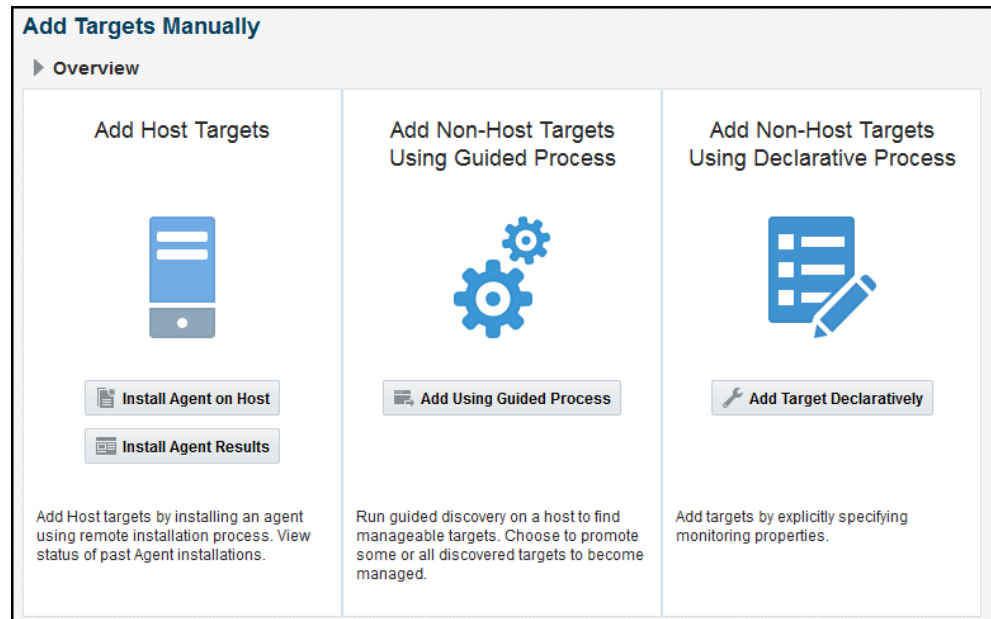 Add Targets Manually
Overview
Add Host Targets
Install Agent on Host
Install Agent Results
Add Host targets by installing an agent
using remote installation process. View
status of past Agent installations.
Add Non-Host Targets
Using Guided Process
Add Using Guided Process
Run guided discovery on a host to find
manageable targets. Choose to promote
some or all discovered targets to become
managed.
Add Non-Host Targets
Using Declarative Process
Add Target Declaratively
Add targets by explicitly specifying
monitoring properties.